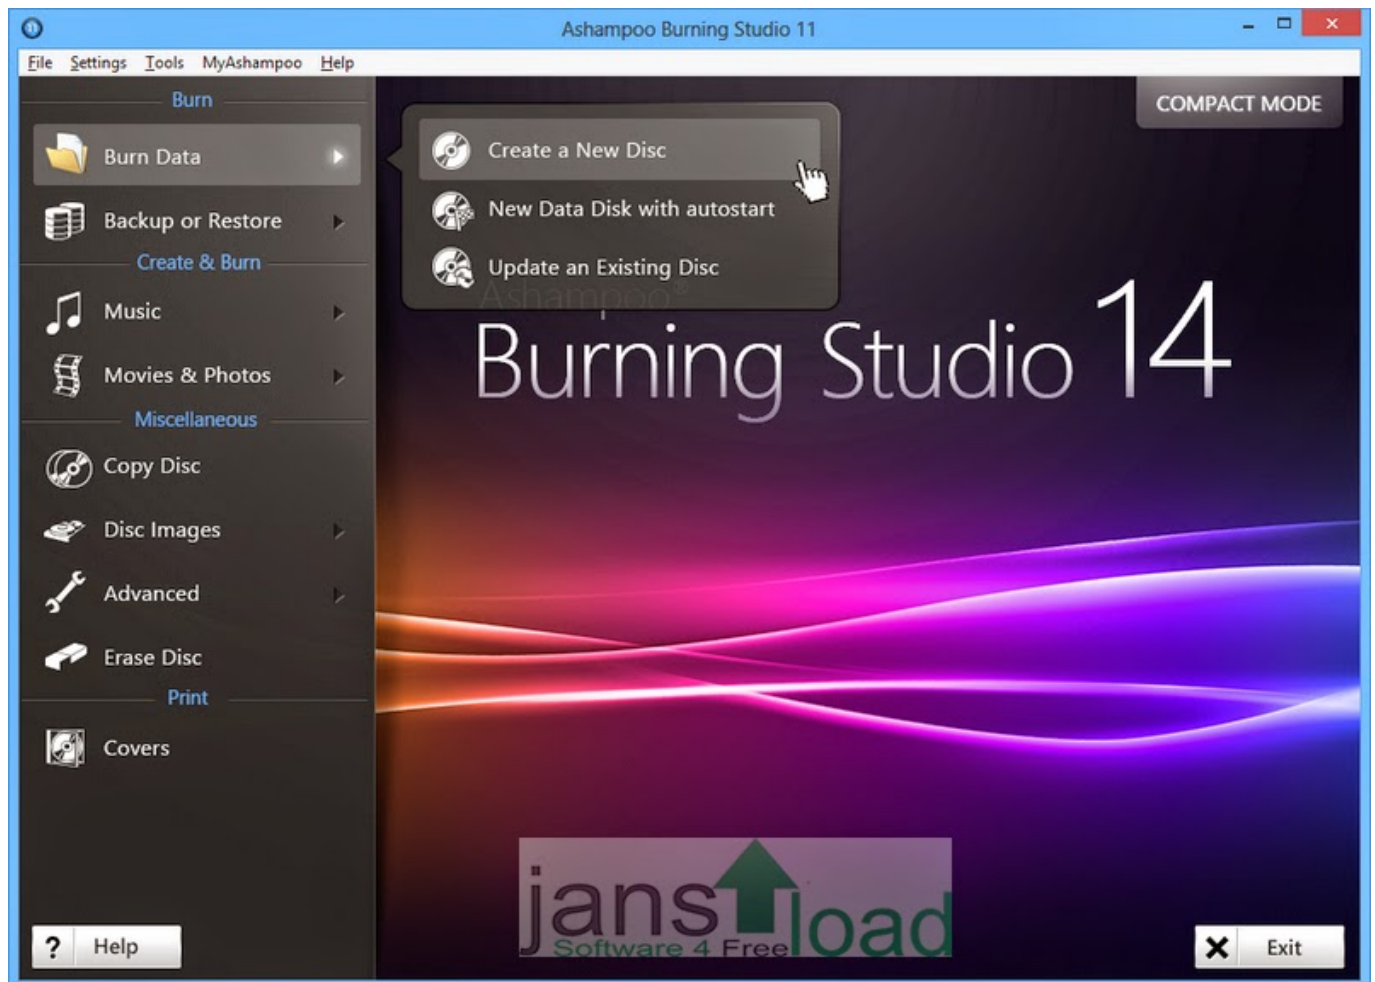 Ashampoo Burning Studio 11
File Settings Tools MyAshampoo Help
Burn
Burn Data
Backup or Restore
Create & Burn
Music
Movies & Photos
Miscellaneous
Copy Disc
Disc Images
Advanced
Erase Disc
Print
Covers
? Help
COMPACT MODE
Create a New Disc
New Data Disk with autostart
Update an Existing Disc
Ashampoo®
Burning Studio 14
jans load
Software 4 Free
Exit